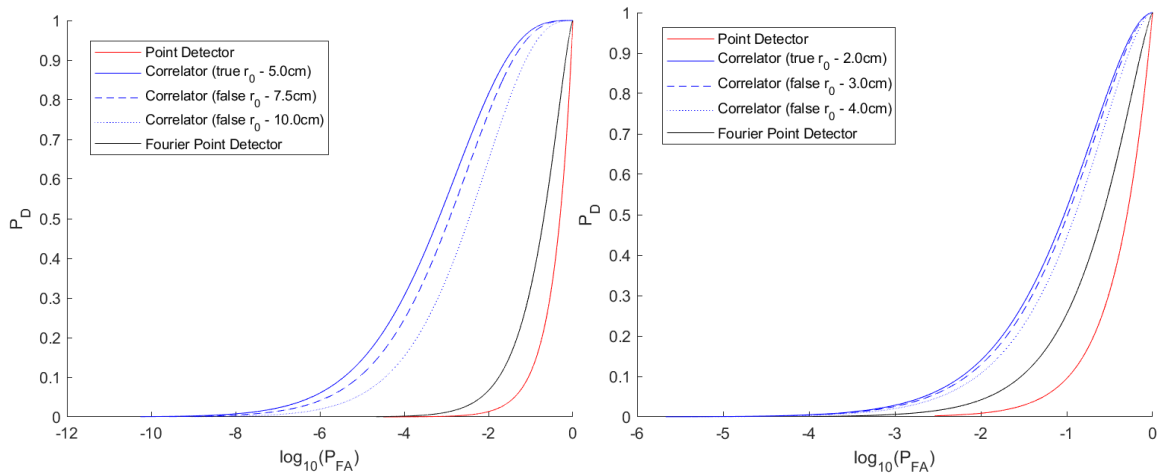 1
0.9
0.8
0.7
0.6
0.5
0.4
0.3
0.2
0.1
0
P_D
Point Detector
Correlator (true r_0 - 5.0cm)
Correlator (false r_0 - 7.5cm)
Correlator (false r_0 - 10.0cm)
Fourier Point Detector
-12 -10 -8 -6 -4 -2 0
log_10(P_FA)
1
0.9
0.8
0.7
0.6
0.5
0.4
0.3
0.2
0.1
0
P_D
Point Detector
Correlator (true r_0 - 2.0cm)
Correlator (false r_0 - 3.0cm)
Correlator (false r_0 - 4.0cm)
Fourier Point Detector
-6 -5 -4 -3 -2 -1 0
log_10(P_FA)